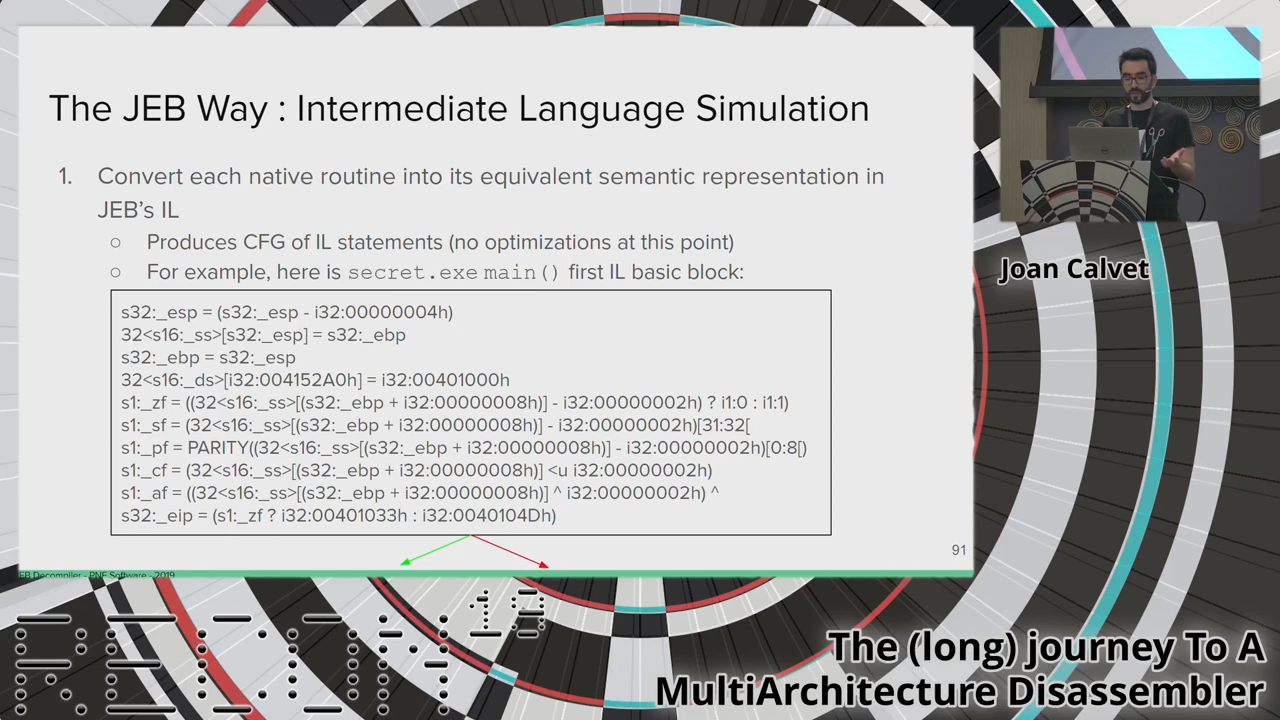 The JEB Way : Intermediate Language Simulation
1. Convert each native routine into its equivalent semantic representation in
JEB's IL
○ Produces CFG of IL statements (no optimizations at this point)
○ For example, here is secret.exe main() first IL basic block:
s32:_esp = (s32:_esp - i32:00000004h)
32<s16:_ss>[s32:_esp] = s32:_ebp
s32:_ebp = s32:_esp
32<s16:_ds>[i32:004152A0h] = i32:00401000h
s1:_zf = ((32<s16:_ss>[(s32:_ebp + i32:00000008h)] - i32:00000002h) ? i1:0 : i1:1)
s1:_sf = (32<s16:_ss>[(s32:_ebp + i32:00000008h)] - i32:00000002h)[31:32[
s1:_pf = PARITY((32<s16:_ss>[(s32:_ebp + i32:00000008h)] - i32:00000002h)[0:8[)
s1:_cf = (32<s16:_ss>[(s32:_ebp + i32:00000008h)] <u i32:00000002h)
s1:_af = ((32<s16:_ss>[(s32:_ebp + i32:00000008h)] ^ i32:00000002h) ^
s32:_eip = (s1:_zf ? i32:00401033h : i32:0040104Dh)
91
EB Decompiler - PNF Software - 2019
Joan Calvet
RECON 19
The (long) journey To A
MultiArchitecture Disassembler